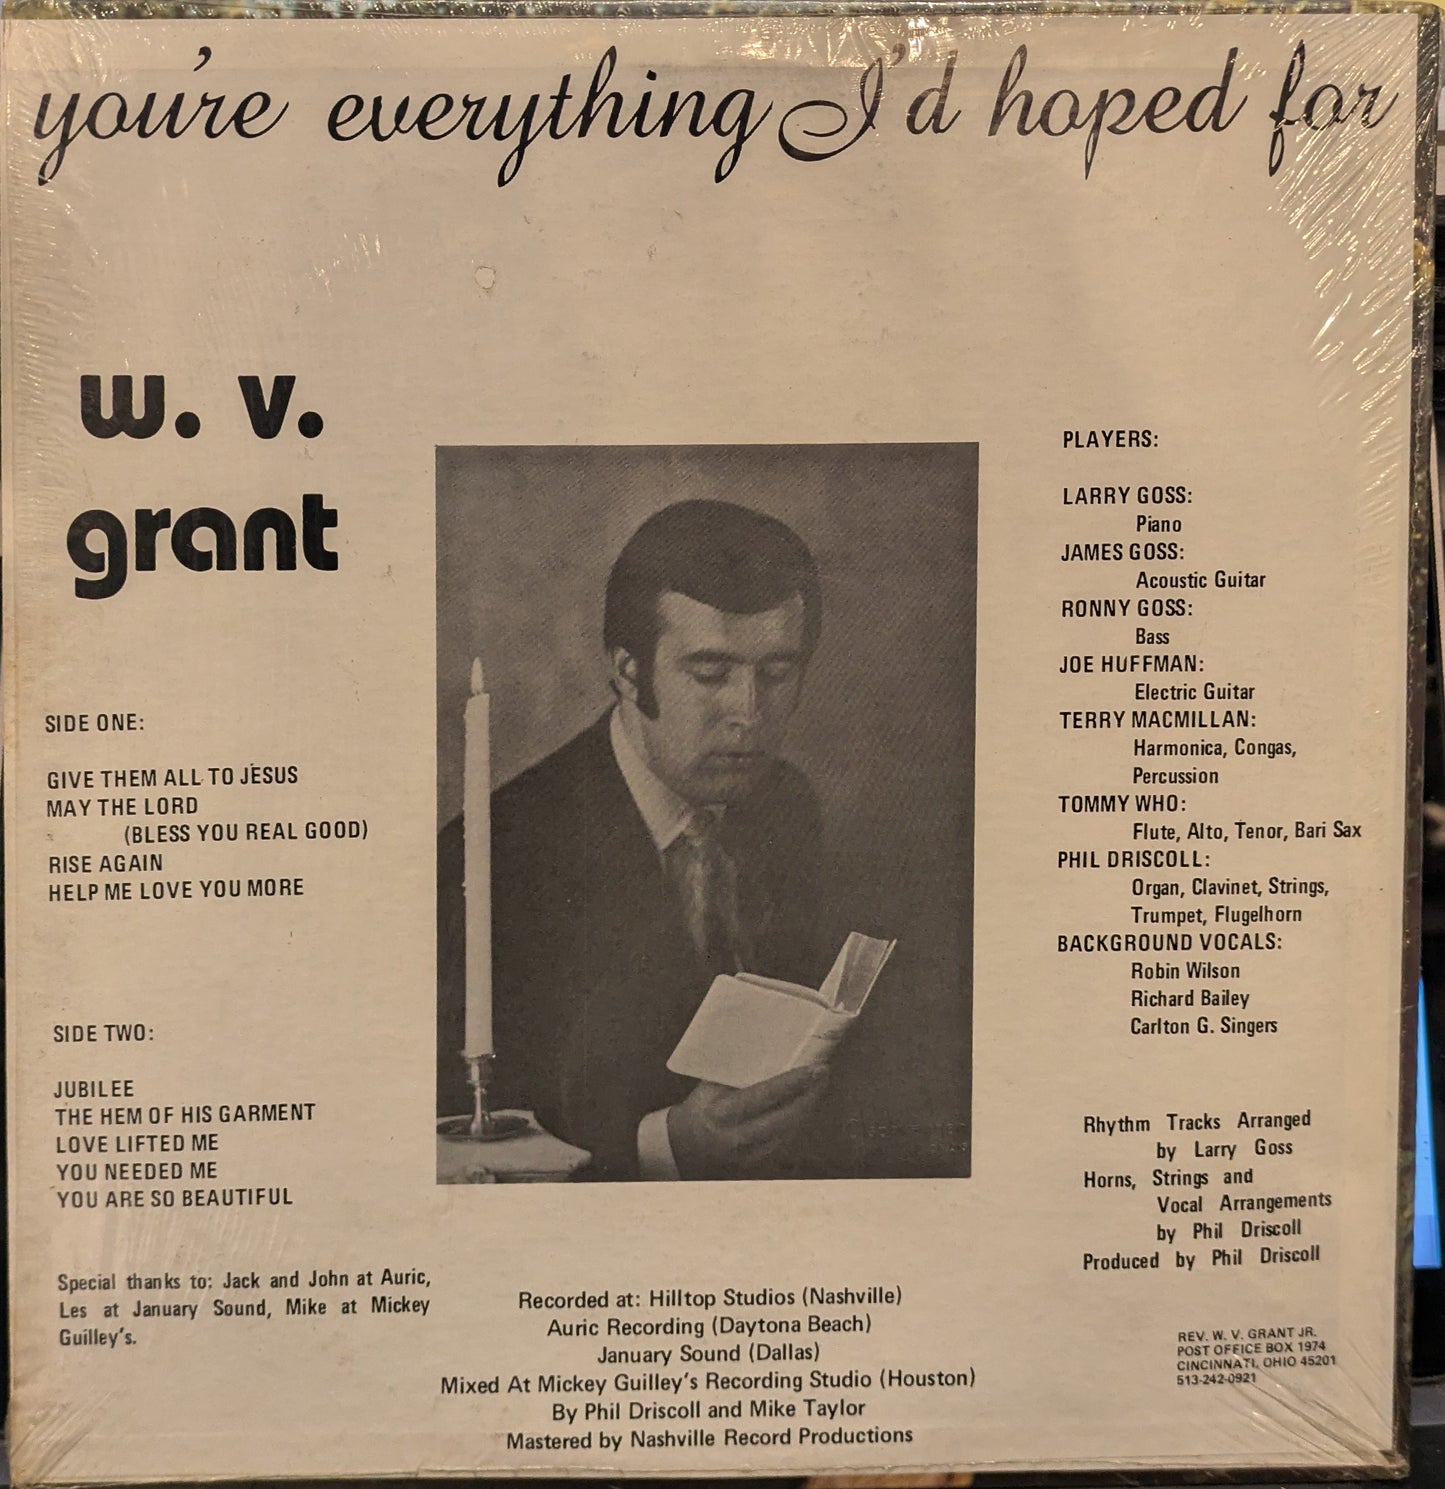 you're everything I'd hoped for
w. v.
grant
SIDE ONE:
GIVE THEM ALL TO JESUS
MAY THE LORD
(BLESS YOU REAL GOOD)
RISE AGAIN
HELP ME LOVE YOU MORE
SIDE TWO:
JUBILEE
THE HEM OF HIS GARMENT
LOVE LIFTED ME
YOU NEEDED ME
YOU ARE SO BEAUTIFUL
Special thanks to: Jack and John at Auric,
Les at January Sound, Mike at Mickey
Guilley's.
Recorded at: Hilltop Studios (Nashville)
Auric Recording (Daytona Beach)
January Sound (Dallas)
Mixed At Mickey Guilley's Recording Studio (Houston)
By Phil Driscoll and Mike Taylor
Mastered by Nashville Record Productions
PLAYERS:
LARRY GOSS:
Piano
JAMES GOSS:
Acoustic Guitar
RONNY GOSS:
Bass
JOE HUFFMAN:
Electric Guitar
TERRY MACMILLAN:
Harmonica, Congas,
Percussion
TOMMY WHO:
Flute, Alto, Tenor, Bari Sax
PHIL DRISCOLL:
Organ, Clavinet, Strings,
Trumpet, Flugelhorn
BACKGROUND VOCALS:
Robin Wilson
Richard Bailey
Carlton G. Singers
Rhythm Tracks Arranged
by Larry Goss
Horns, Strings and
Vocal Arrangements
by Phil Driscoll
Produced by Phil Driscoll
REV. W. V. GRANT JR.
POST OFFICE BOX 1974
CINCINNATI, OHIO 45201
513-242-0921